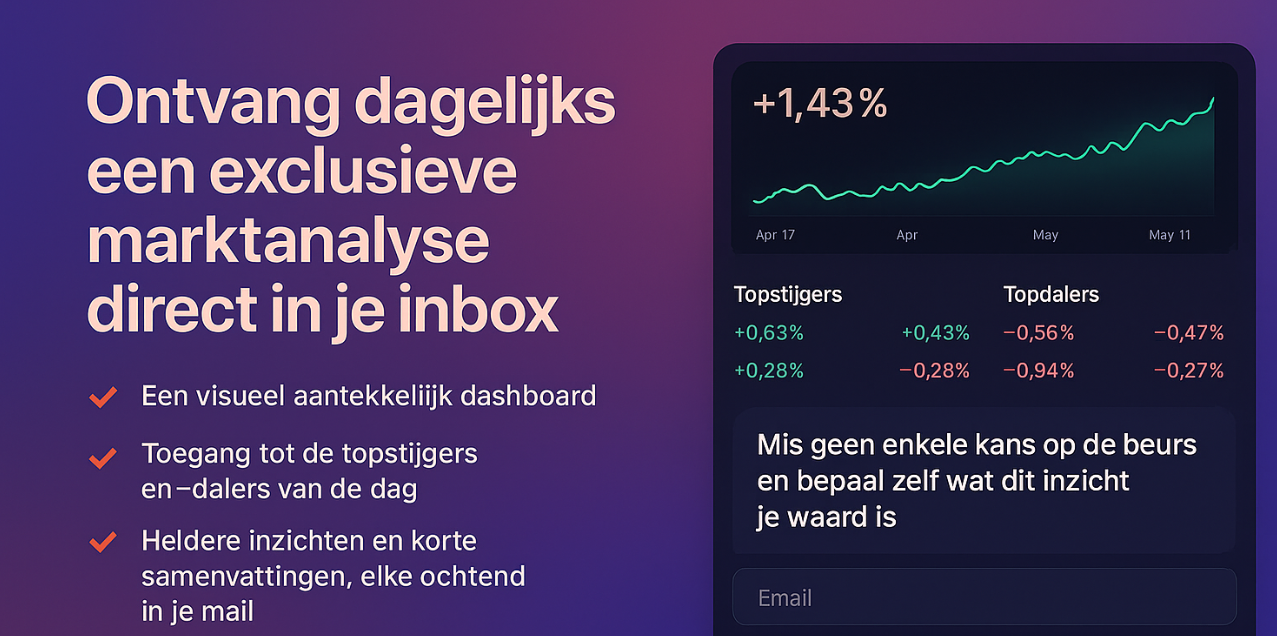 Ontvang dagelijks
een exclusieve
marktanalyse
direct in je inbox
Een visueel aantekkeliijk dashboard
Toegang tot de topstijgers
en –dalers van de dag
Heldere inzichten en korte
samenvattingen, elke ochtend
in je mail
+1,43%
Apr 17 Apr May May 11
Topstijgers Topdalers
+0,63% +0,43% −0,56% −0,47%
+0,28% −0,28% −0,94% −0,27%
Mis geen enkele kans op de beurs
en bepaal zelf wat dit inzicht
je waard is
Email